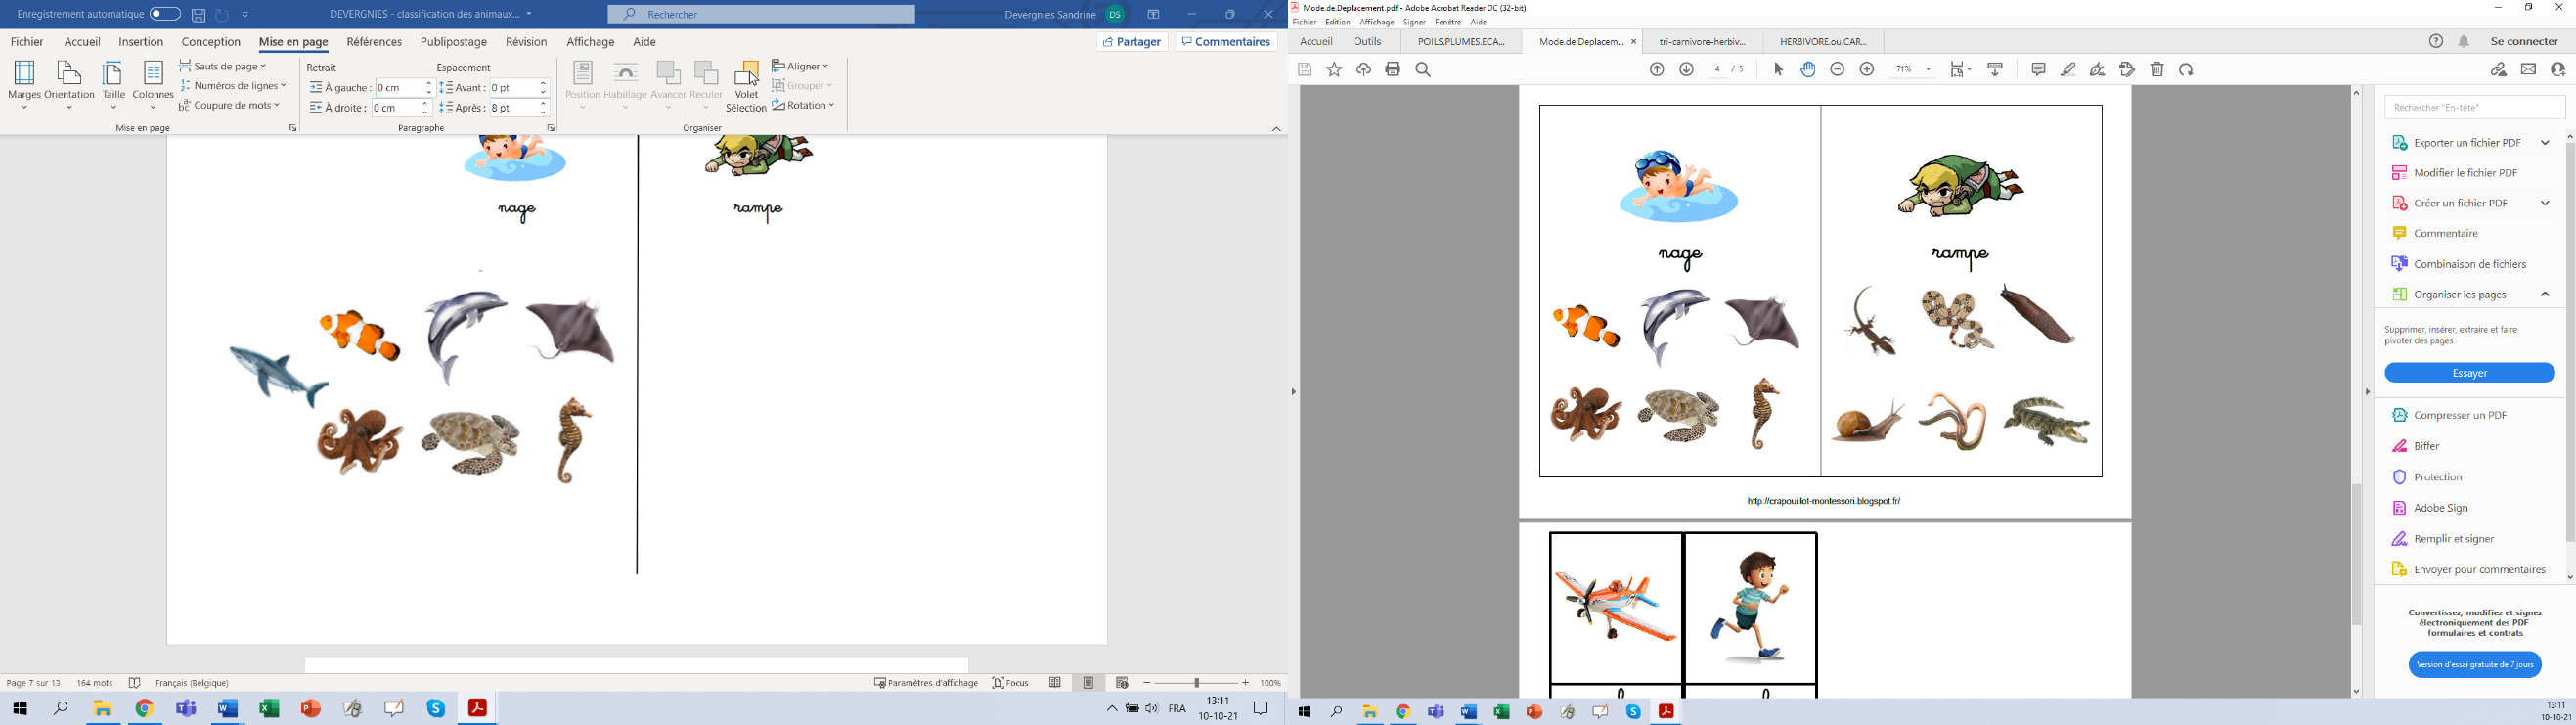 Enregistrement automatique
DEVERGNIES - classification des animaux...
Rechercher
Devergnies Sandrine
DS
Fichier Accueil Insertion Conception Mise en page Références Publipostage Révision Affichage Aide
Partager
Commentaires
Marges
Orientation
Taille
Colonnes
Sauts de page
Numéros de lignes
Coupure de mots
Mise en page
Retrait
À gauche : 0 cm
À droite : 0 cm
Espacement
Avant : 0 pt
Après : 8 pt
Paragraphe
Position
Habillage
Avancer
Reculer
Volet
Sélection
Aligner
Grouper
Rotation
Organiser
nage
rampe
Page 7 sur 13
164 mots
Français (Belgique)
Paramètres d'affichage
Focus
100%
FRA
13:11
10-10-21
Mode.de.Deplacement.pdf - Adobe Acrobat Reader DC (32-bit)
Fichier Edition Affichage Signer Fenêtre Aide
Accueil
Outils
POILS.PLUMES.ECA...
Mode.de.Deplacem...
tri-carnivore-herbiv...
HERBIVORE.ou.CAR...
Se connecter
4 / 5
71%
nage
rampe
http://crapouillot-montessori.blogspot.fr/
Rechercher "En-tête"
Exporter un fichier PDF
Modifier le fichier PDF
Créer un fichier PDF
Commentaire
Combinaison de fichiers
Organiser les pages
Supprimer, insérer, extraire et faire
pivoter des pages
Essayer
Compresser un PDF
Biffer
Protection
Adobe Sign
Remplir et signer
Envoyer pour commentaires
Convertissez, modifiez et signez
électroniquement des PDF
formulaires et contrats
Version d'essai gratuite de 7 jours
13:11
10-10-21